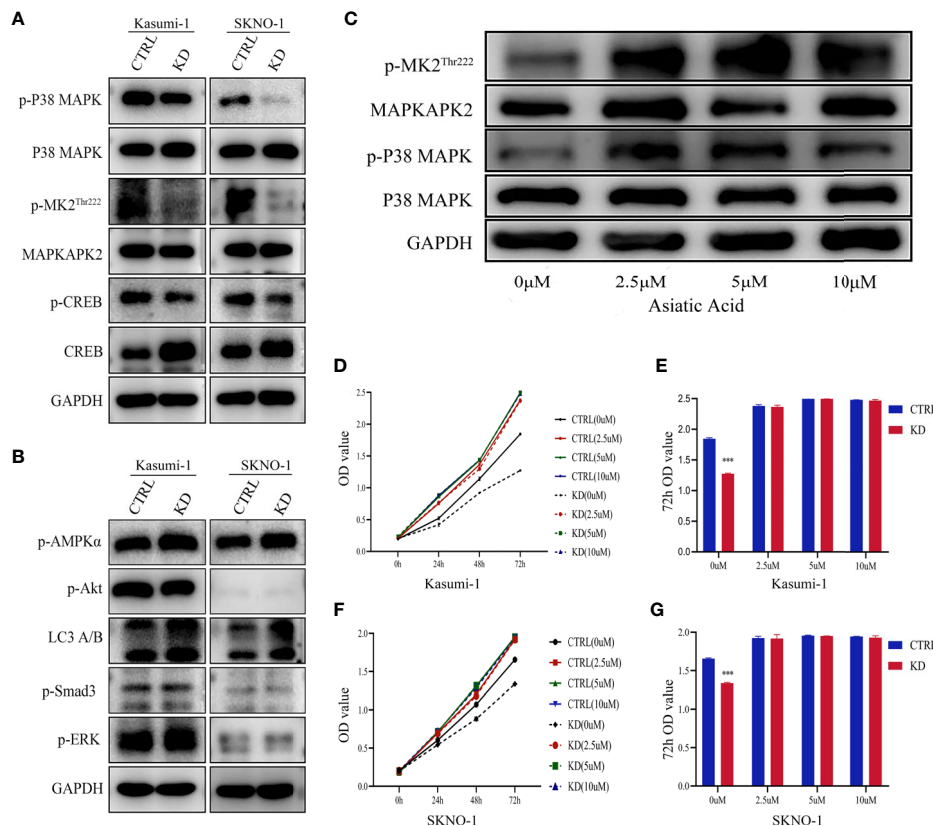 A
Kasumi-1 SKNO-1
CTRL KD CTRL KD
p-P38 MAPK
P38 MAPK
p-MK2Thr222
MAPKAPK2
p-CREB
CREB
GAPDH
B
Kasumi-1 SKNO-1
CTRL KD CTRL KD
p-AMPKα
p-Akt
LC3 A/B
p-Smad3
p-ERK
GAPDH
C
p-MK2Thr222
MAPKAPK2
p-P38 MAPK
P38 MAPK
GAPDH
0μM 2.5μM 5μM 10μM
Asiatic Acid
D
OD value
2.5
2.0
1.5
1.0
0.5
0.0
0h 24h 48h 72h
Kasumi-1
CTRL(0uM)
CTRL(2.5uM)
CTRL(5uM)
CTRL(10uM)
KD(0uM)
KD(2.5uM)
KD(5uM)
KD(10uM)
E
72h OD value
2.5
2.0
1.5
1.0
0.5
0.0
***
0uM 2.5uM 5uM 10uM
Kasumi-1
CTRL
KD
F
OD value
2.0
1.5
1.0
0.5
0.0
0h 24h 48h 72h
SKNO-1
CTRL(0uM)
CTRL(2.5uM)
CTRL(5uM)
CTRL(10uM)
KD(0uM)
KD(2.5uM)
KD(5uM)
KD(10uM)
G
72h OD value
2.0
1.5
1.0
0.5
0.0
***
0uM 2.5uM 5uM 10uM
SKNO-1
CTRL
KD